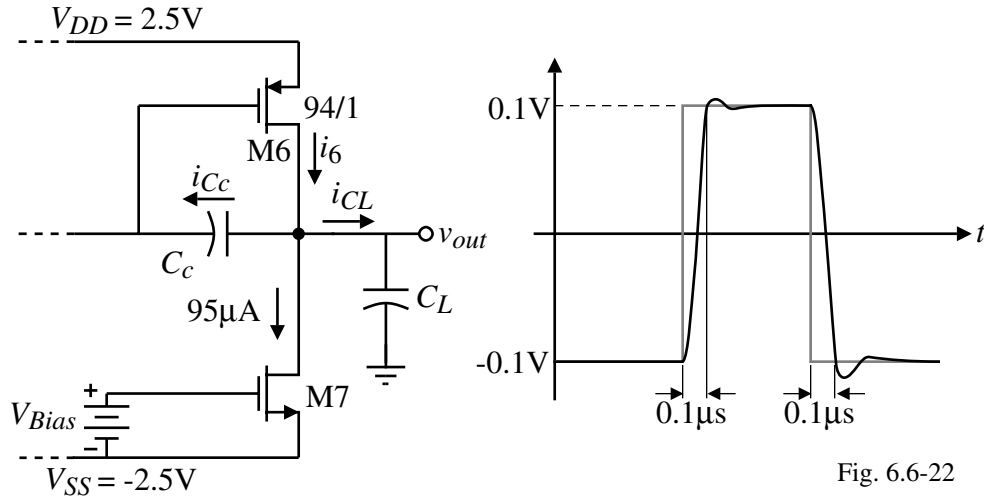 V_DD = 2.5V
94/1
M6
i_6
i_Cc
i_CL
v_out
C_c
C_L
95μA
M7
+
V_Bias
-
V_SS = -2.5V
0.1V
t
-0.1V
0.1μs
0.1μs
Fig. 6.6-22